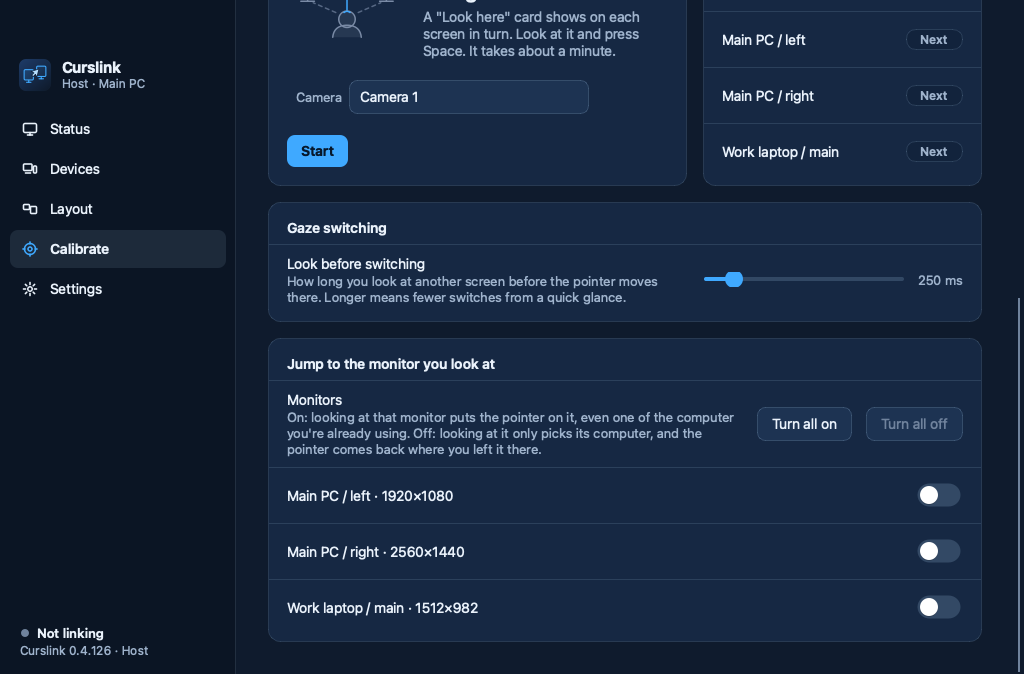 Curslink
Host · Main PC
Status
Devices
Layout
Calibrate
Settings
Not linking
Curslink 0.4.126 · Host
A "Look here" card shows on each
screen in turn. Look at it and press
Space. It takes about a minute.
Camera
Camera 1
Start
Main PC / left
Next
Main PC / right
Next
Work laptop / main
Next
Gaze switching
Look before switching
How long you look at another screen before the pointer moves
there. Longer means fewer switches from a quick glance.
250 ms
Jump to the monitor you look at
Monitors
On: looking at that monitor puts the pointer on it, even one of the computer
you're already using. Off: looking at it only picks its computer, and the
pointer comes back where you left it there.
Turn all on
Turn all off
Main PC / left · 1920×1080
Main PC / right · 2560×1440
Work laptop / main · 1512×982